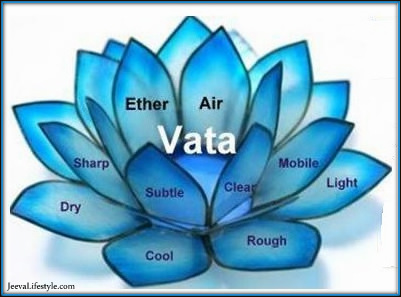 Ether Air
Vata
Sharp
Mobile
Subtle
Clear
Light
Dry
Cool
Rough
JeevaLifestyle.com